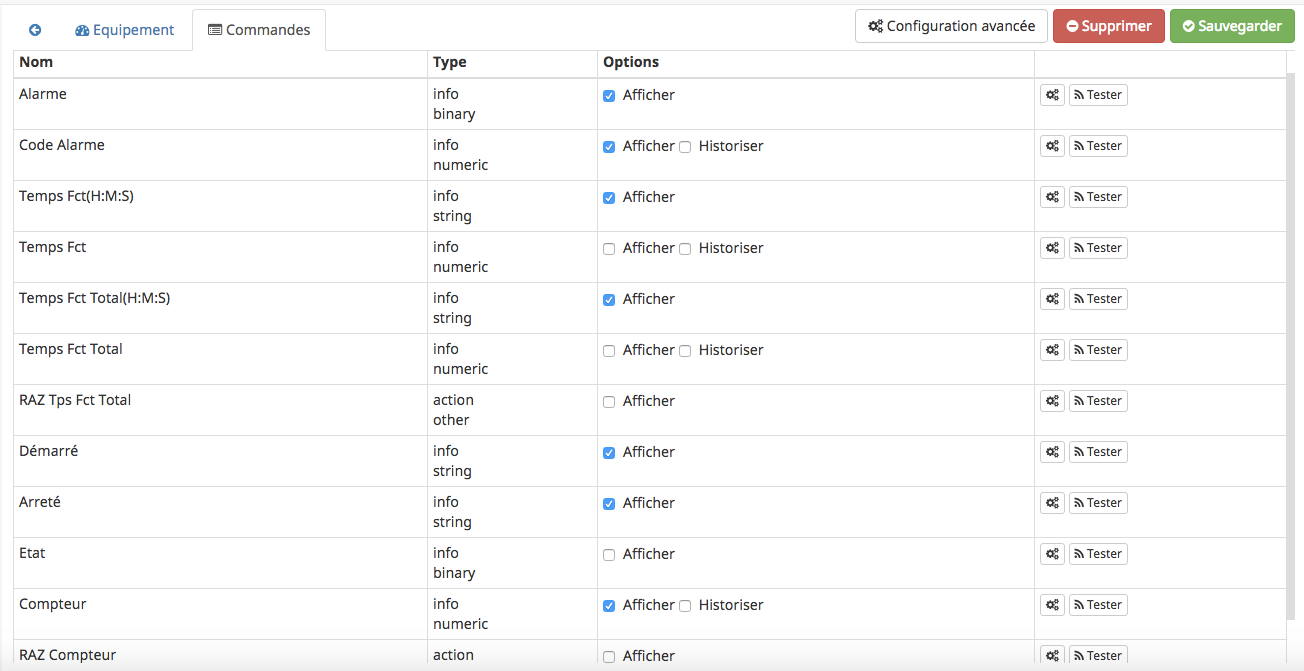 Equipement Commandes Configuration avancée Supprimer Sauvegarder
Nom Type Options
Alarme info Afficher Tester
binary
Code Alarme info Afficher Historiser Tester
numeric
Temps Fct(H:M:S) info Afficher Tester
string
Temps Fct info Afficher Historiser Tester
numeric
Temps Fct Total(H:M:S) info Afficher Tester
string
Temps Fct Total info Afficher Historiser Tester
numeric
RAZ Tps Fct Total action Afficher Tester
other
Démarré info Afficher Tester
string
Arreté info Afficher Tester
string
Etat info Afficher Tester
binary
Compteur info Afficher Historiser Tester
numeric
RAZ Compteur action Afficher Tester